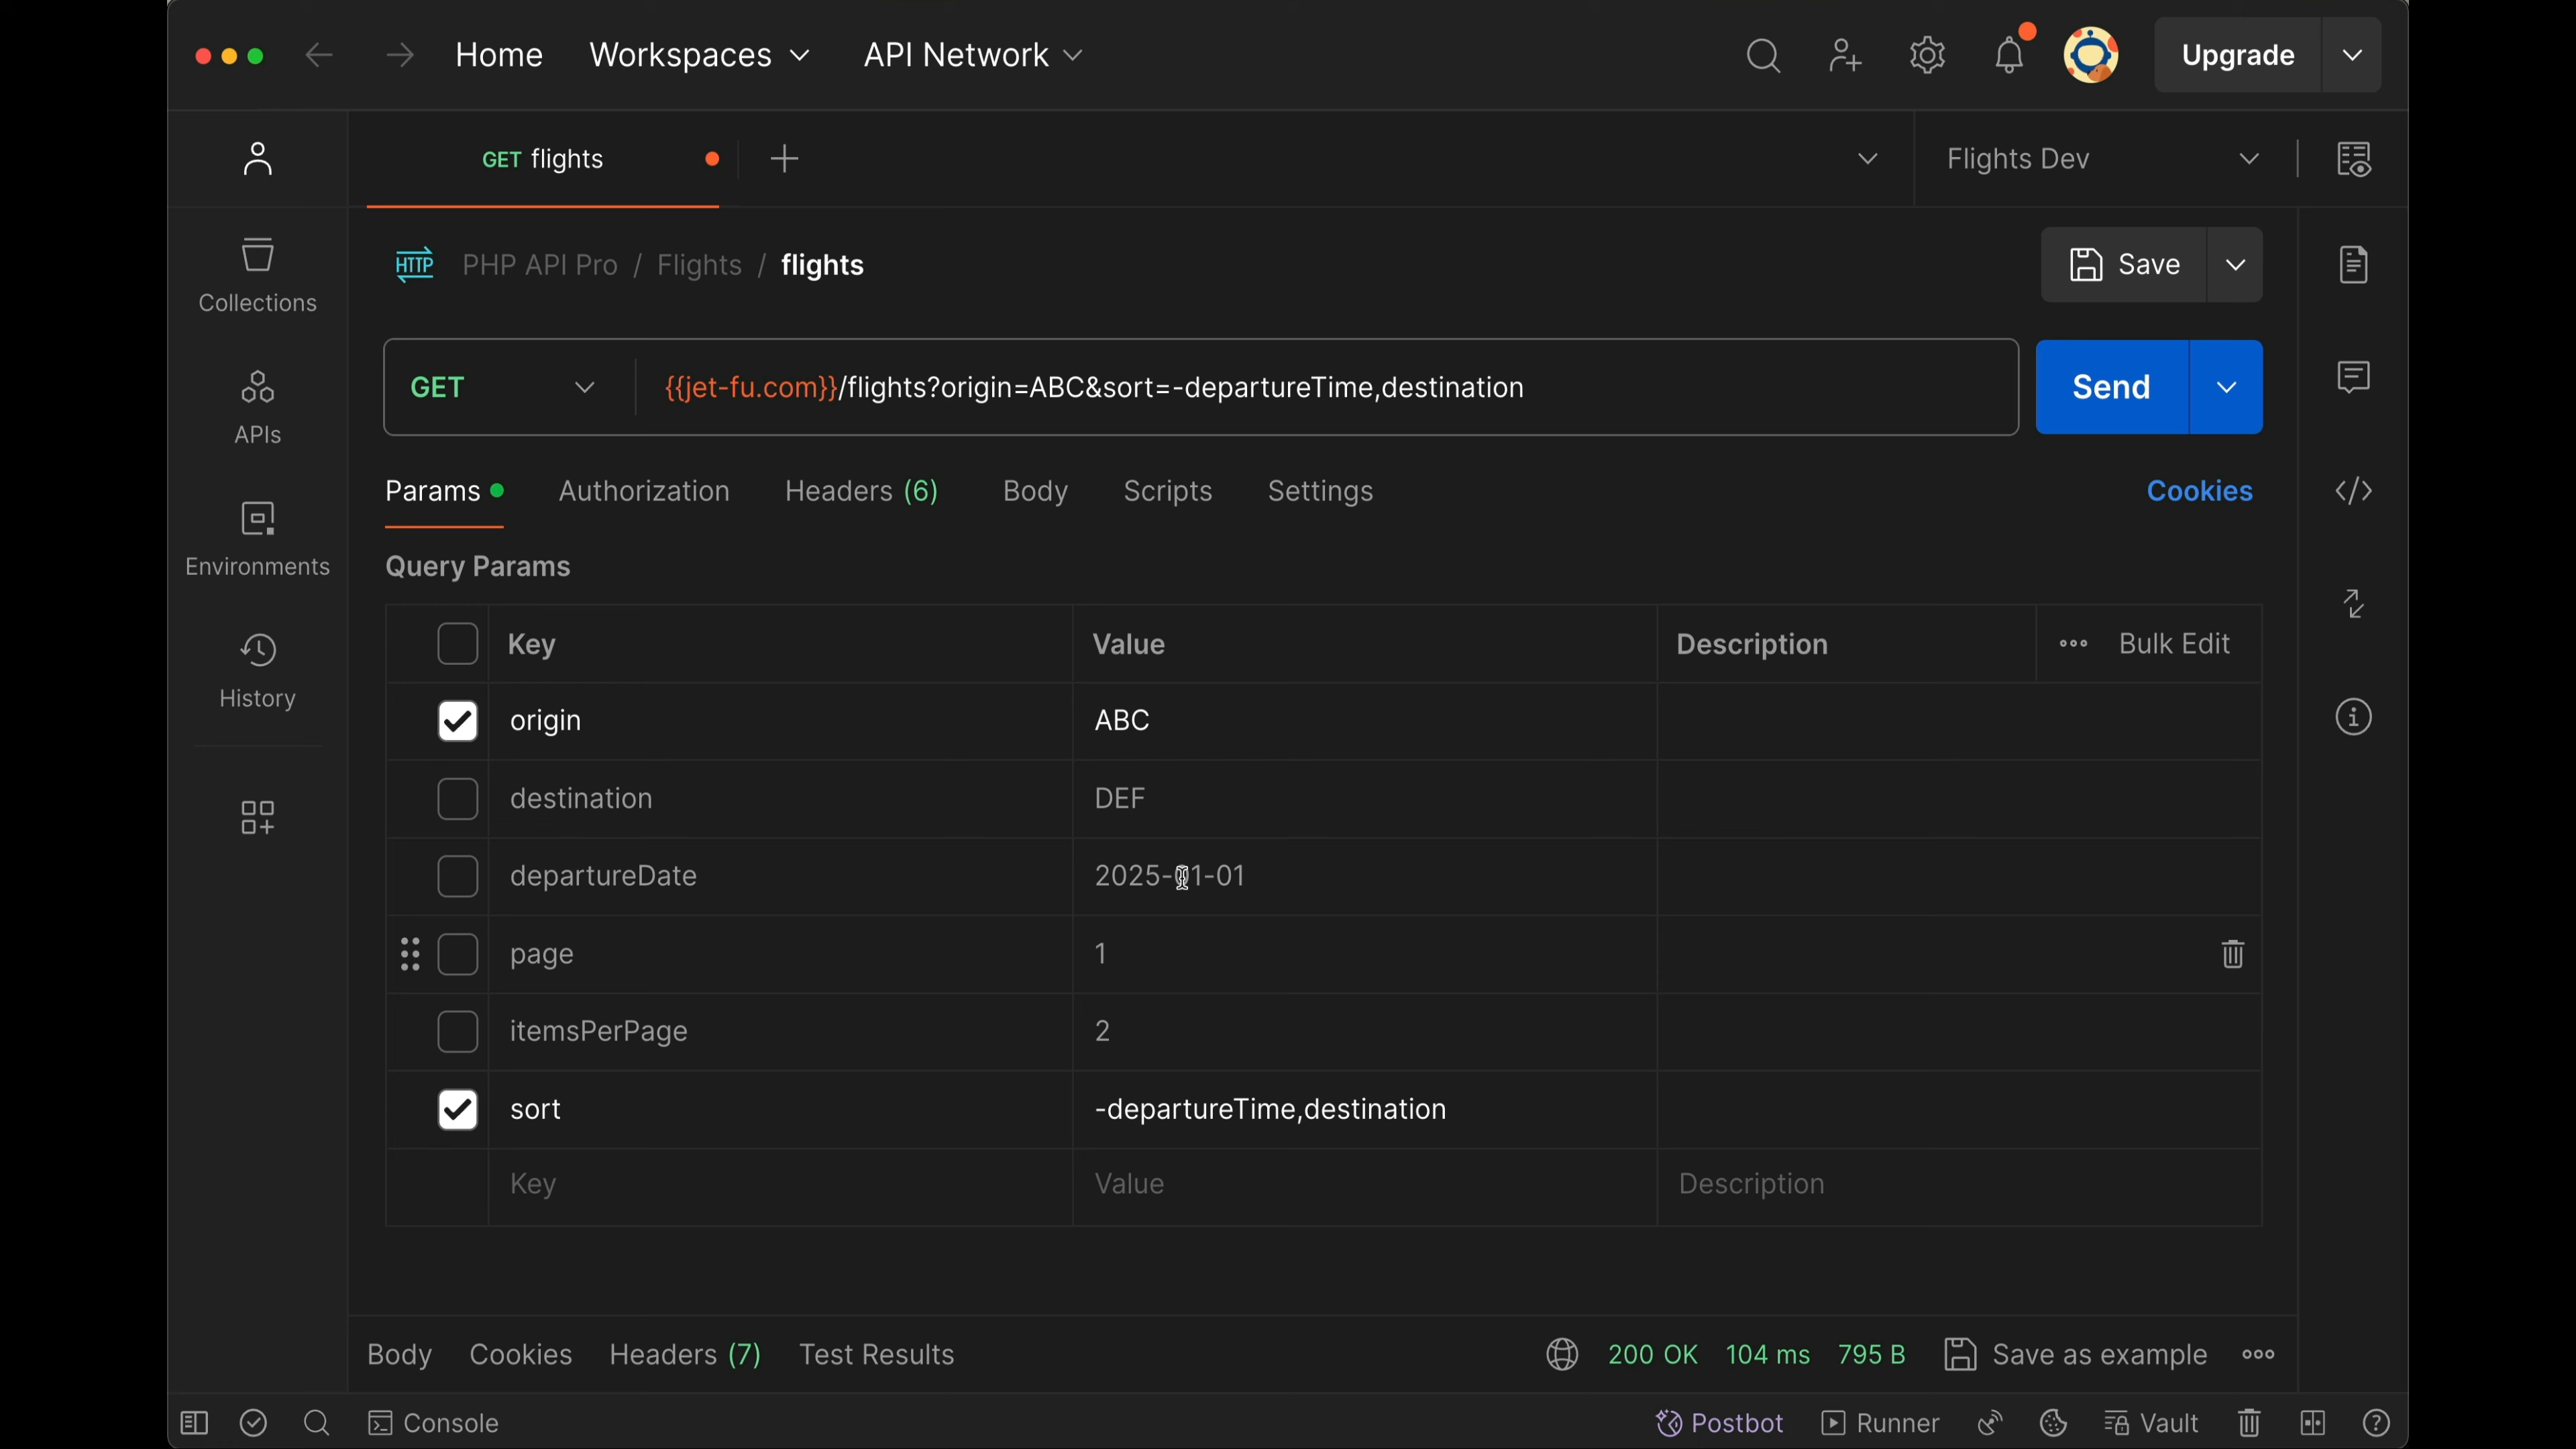 Home Workspaces API Network Upgrade
GET flights Flights Dev
HTTP PHP API Pro / Flights / flights Save
Collections
GET {{jet-fu.com}}/flights?origin=ABC&sort=-departureTime,destination Send
APIs
Params Authorization Headers (6) Body Scripts Settings Cookies
Environments
Query Params
Key Value Description Bulk Edit
History
origin ABC
destination DEF
departureDate 2025-01-01
page 1
itemsPerPage 2
sort -departureTime,destination
Key Value Description
Body Cookies Headers (7) Test Results 200 OK 104 ms 795 B Save as example
Console Postbot Runner Vault